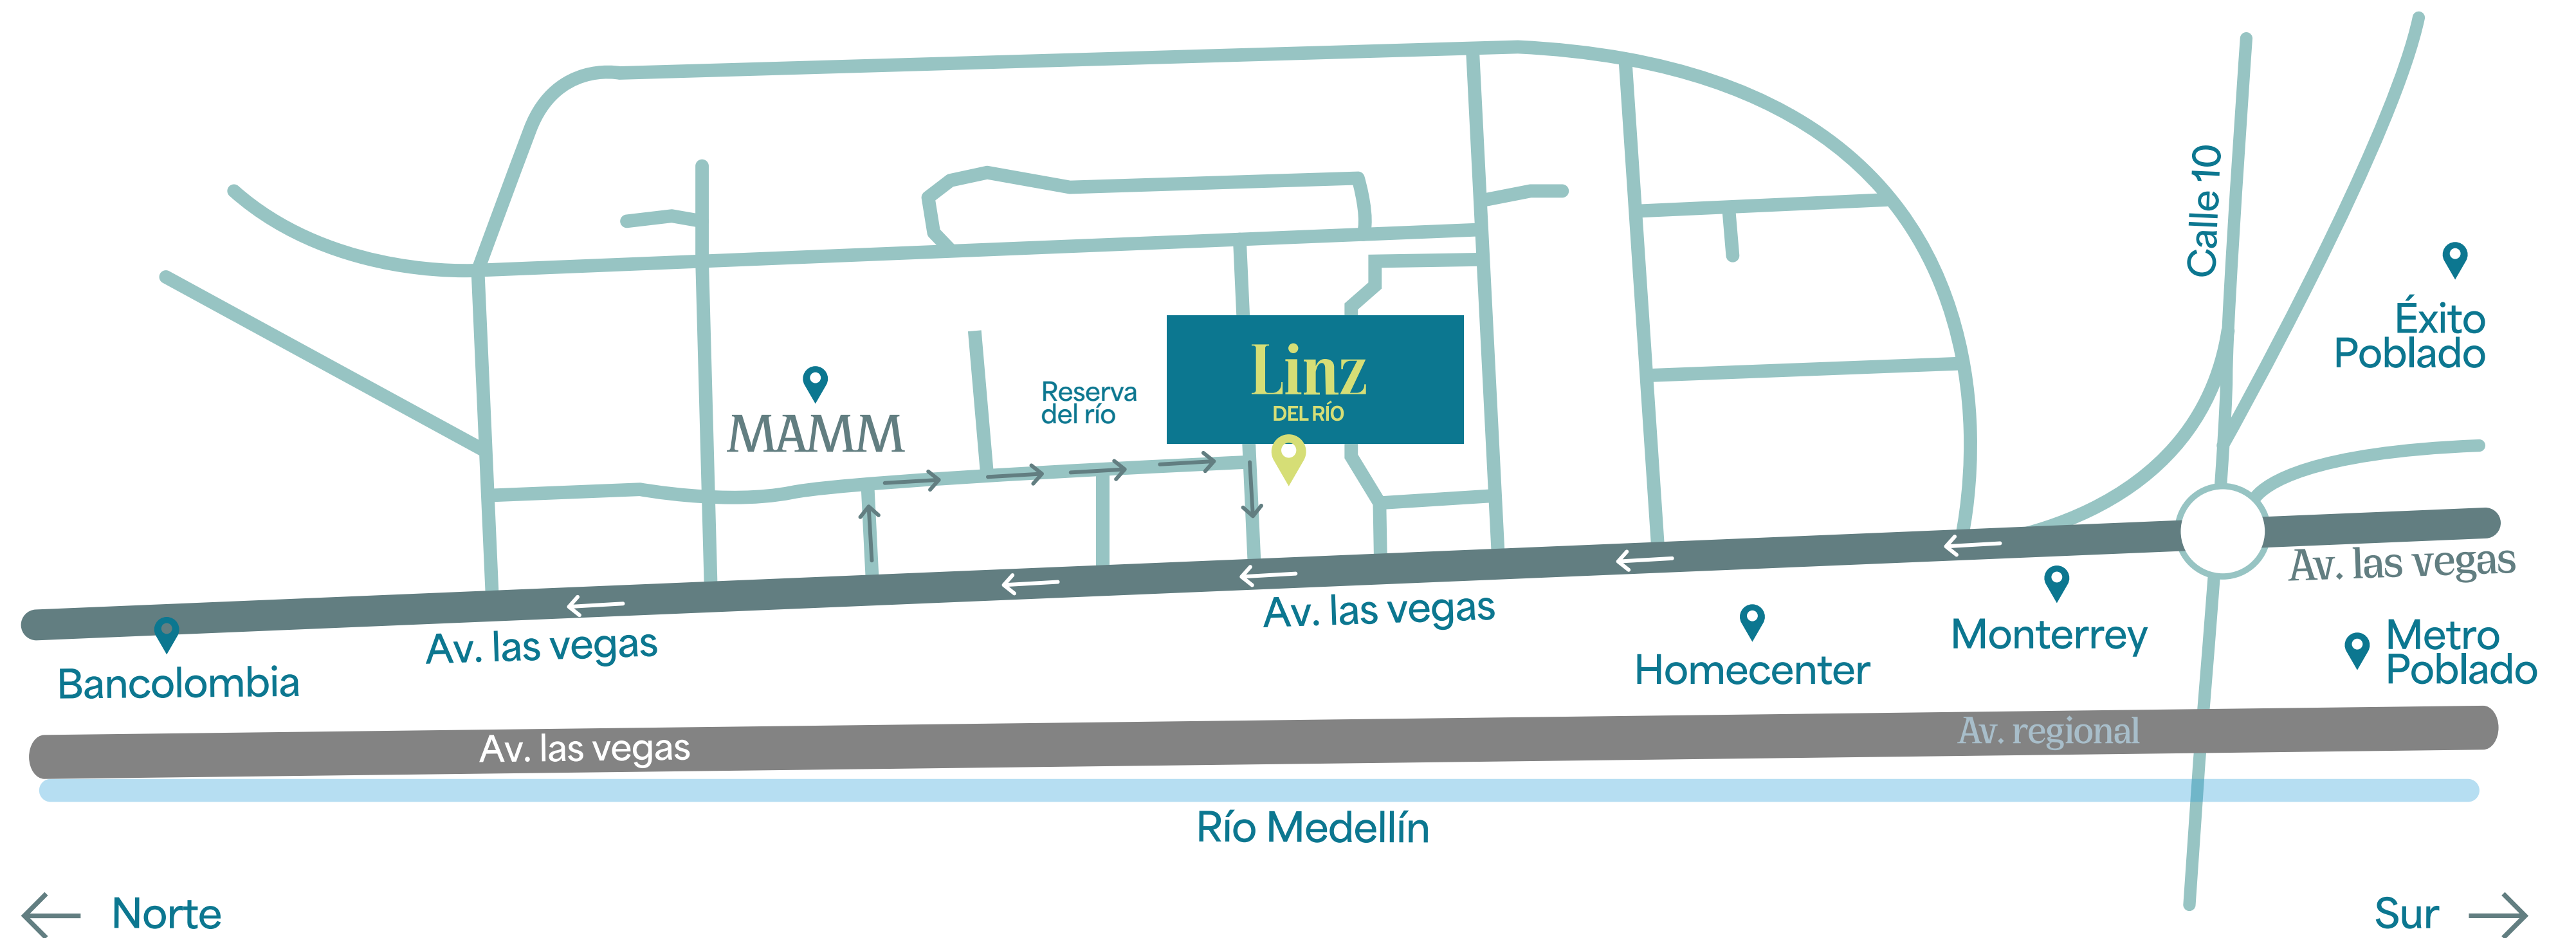 Calle 10
Éxito
Poblado
Linz
DEL RÍO
Reserva
del río
MAMM
Av. las vegas
Av. las vegas
Av. las vegas
Bancolombia
Homecenter
Monterrey
Metro
Poblado
Av. las vegas
Av. regional
Río Medellín
Norte
Sur